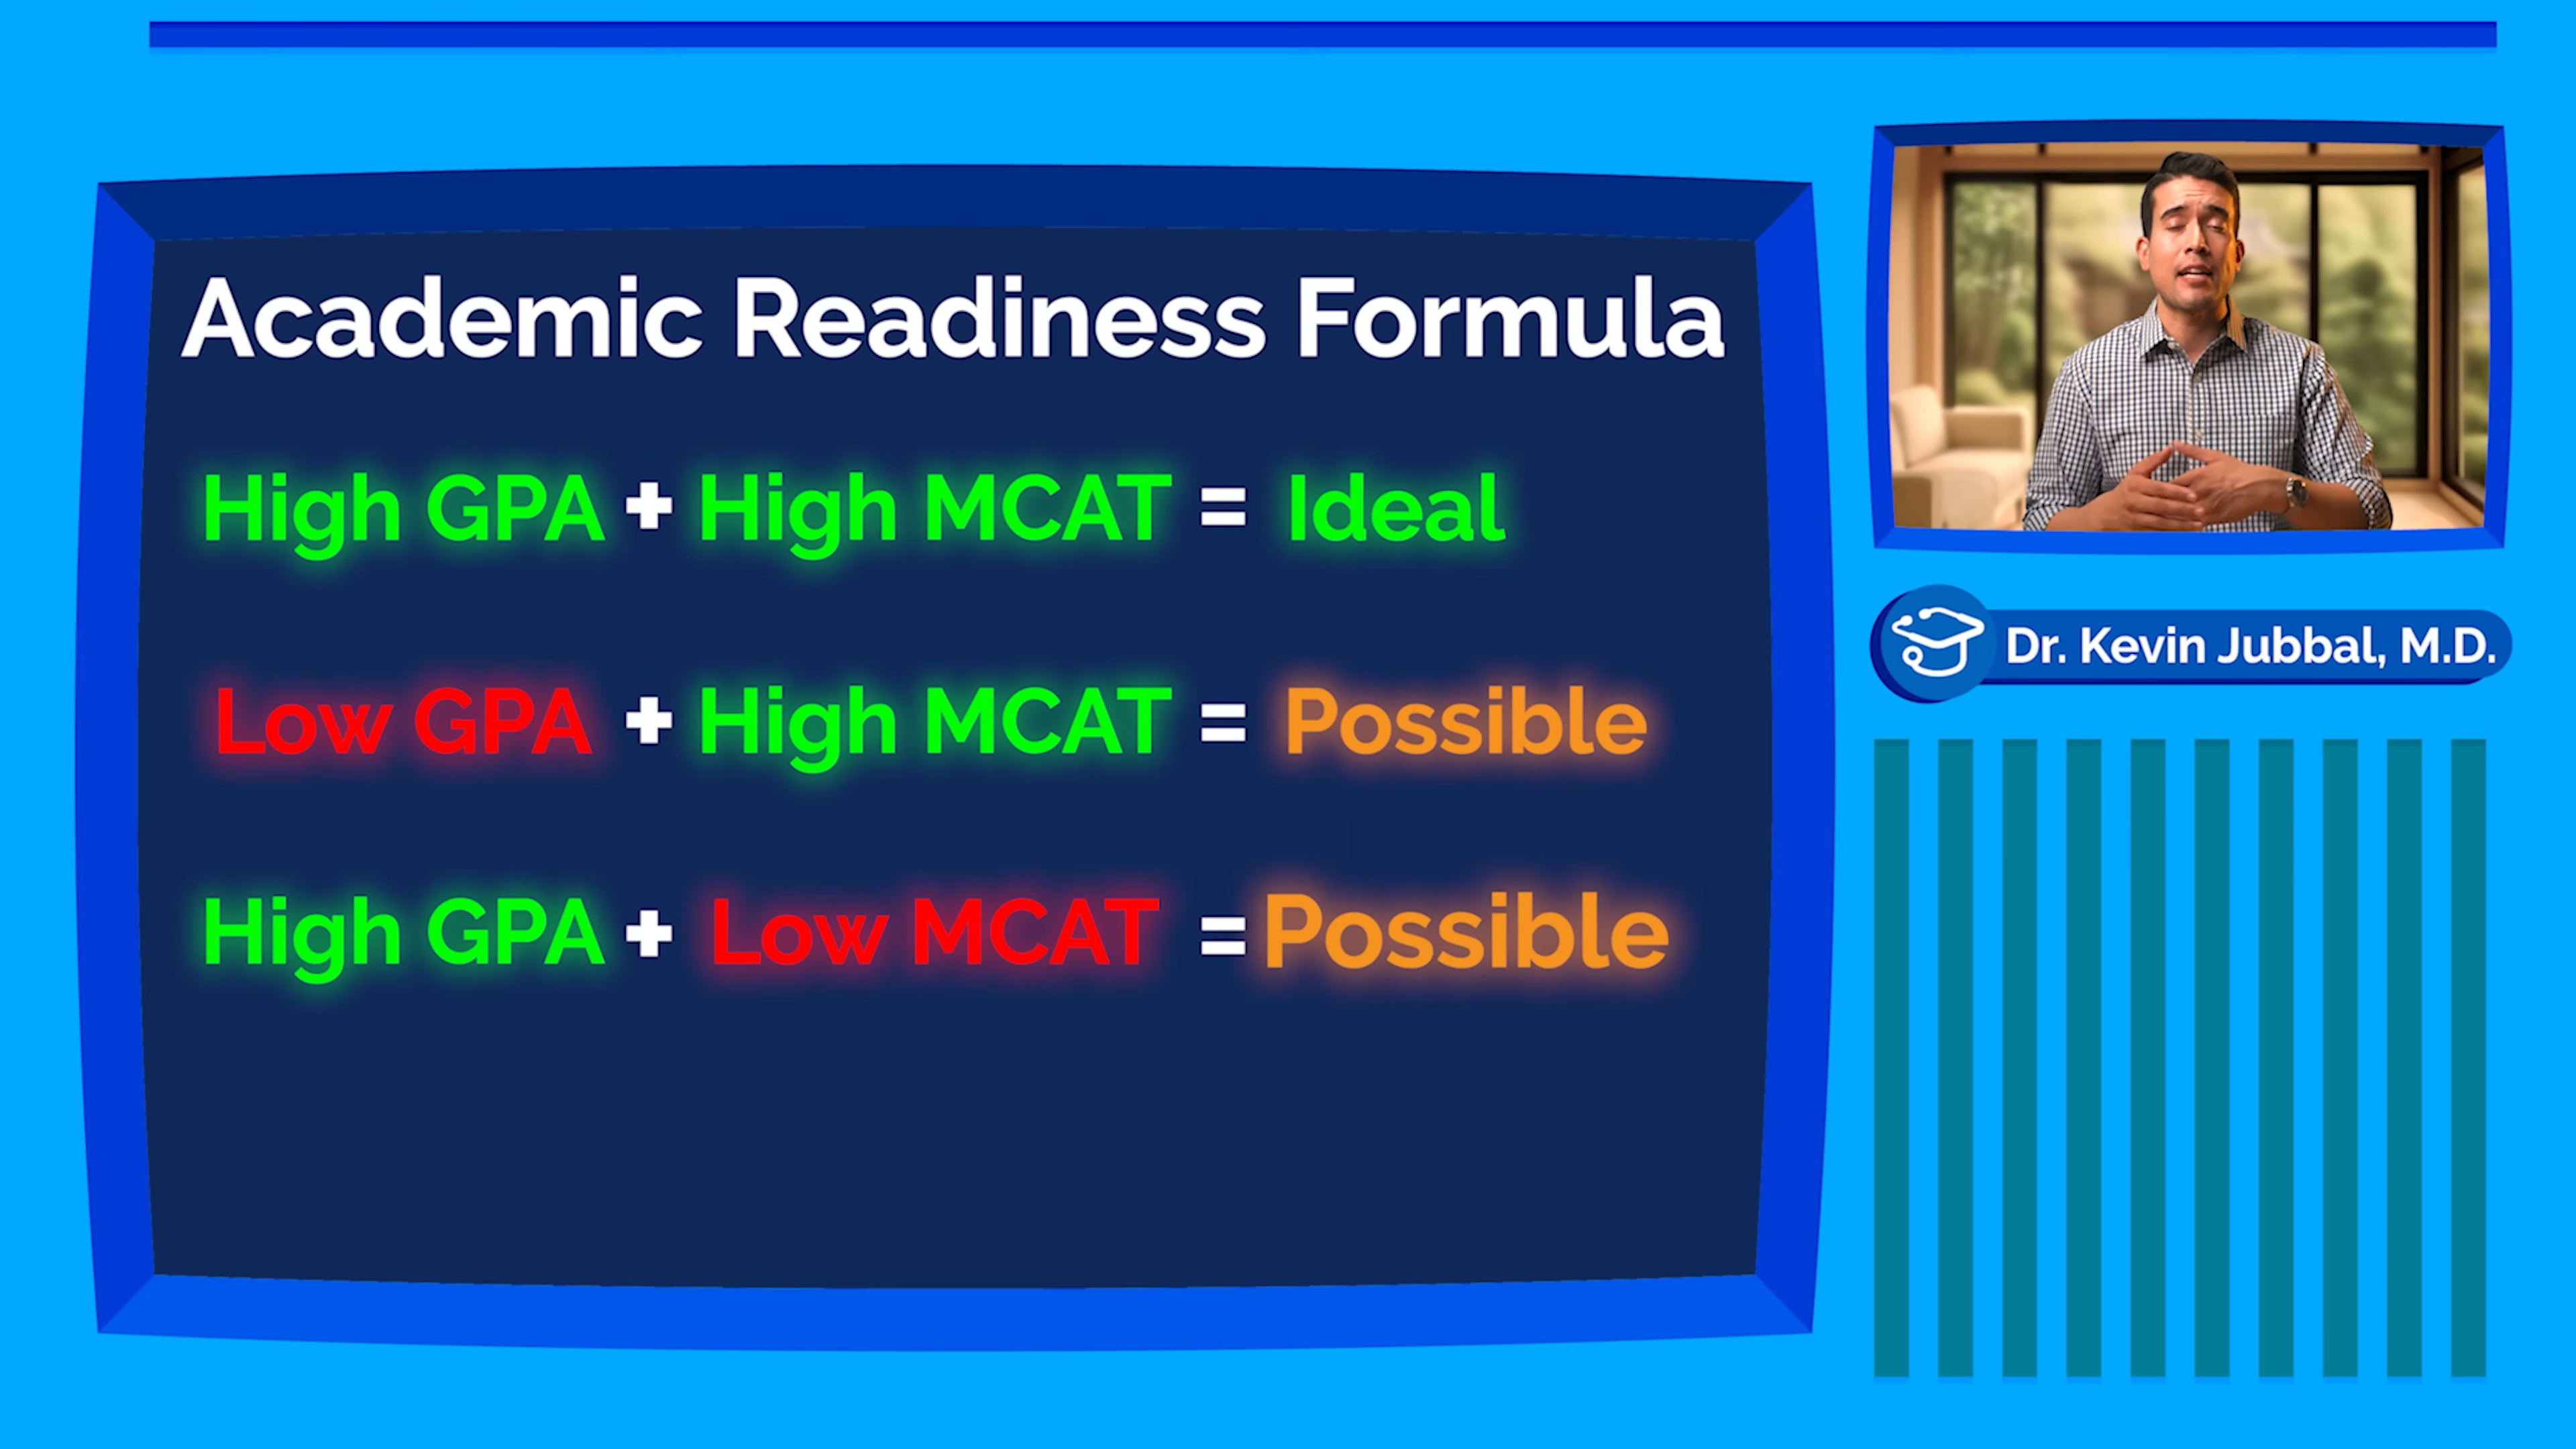 Academic Readiness Formula
High GPA + High MCAT = Ideal
Low GPA + High MCAT = Possible
High GPA + Low MCAT = Possible
Dr. Kevin Jubbal, M.D.